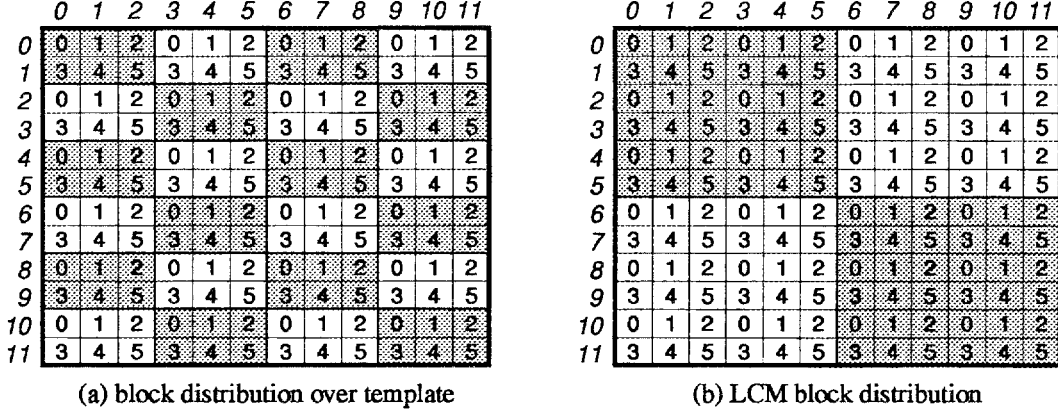 0 1 2 3 4 5 6 7 8 9 10 11
0 0 1 2 0 1 2 0 1 2 0 1 2
1 3 4 5 3 4 5 3 4 5 3 4 5
2 0 1 2 0 1 2 0 1 2 0 1 2
3 3 4 5 3 4 5 3 4 5 3 4 5
4 0 1 2 0 1 2 0 1 2 0 1 2
5 3 4 5 3 4 5 3 4 5 3 4 5
6 0 1 2 0 1 2 0 1 2 0 1 2
7 3 4 5 3 4 5 3 4 5 3 4 5
8 0 1 2 0 1 2 0 1 2 0 1 2
9 3 4 5 3 4 5 3 4 5 3 4 5
10 0 1 2 0 1 2 0 1 2 0 1 2
11 3 4 5 3 4 5 3 4 5 3 4 5
(a) block distribution over template
0 1 2 3 4 5 6 7 8 9 10 11
0 0 1 2 0 1 2 0 1 2 0 1 2
1 3 4 5 3 4 5 3 4 5 3 4 5
2 0 1 2 0 1 2 0 1 2 0 1 2
3 3 4 5 3 4 5 3 4 5 3 4 5
4 0 1 2 0 1 2 0 1 2 0 1 2
5 3 4 5 3 4 5 3 4 5 3 4 5
6 0 1 2 0 1 2 0 1 2 0 1 2
7 3 4 5 3 4 5 3 4 5 3 4 5
8 0 1 2 0 1 2 0 1 2 0 1 2
9 3 4 5 3 4 5 3 4 5 3 4 5
10 0 1 2 0 1 2 0 1 2 0 1 2
11 3 4 5 3 4 5 3 4 5 3 4 5
(b) LCM block distribution